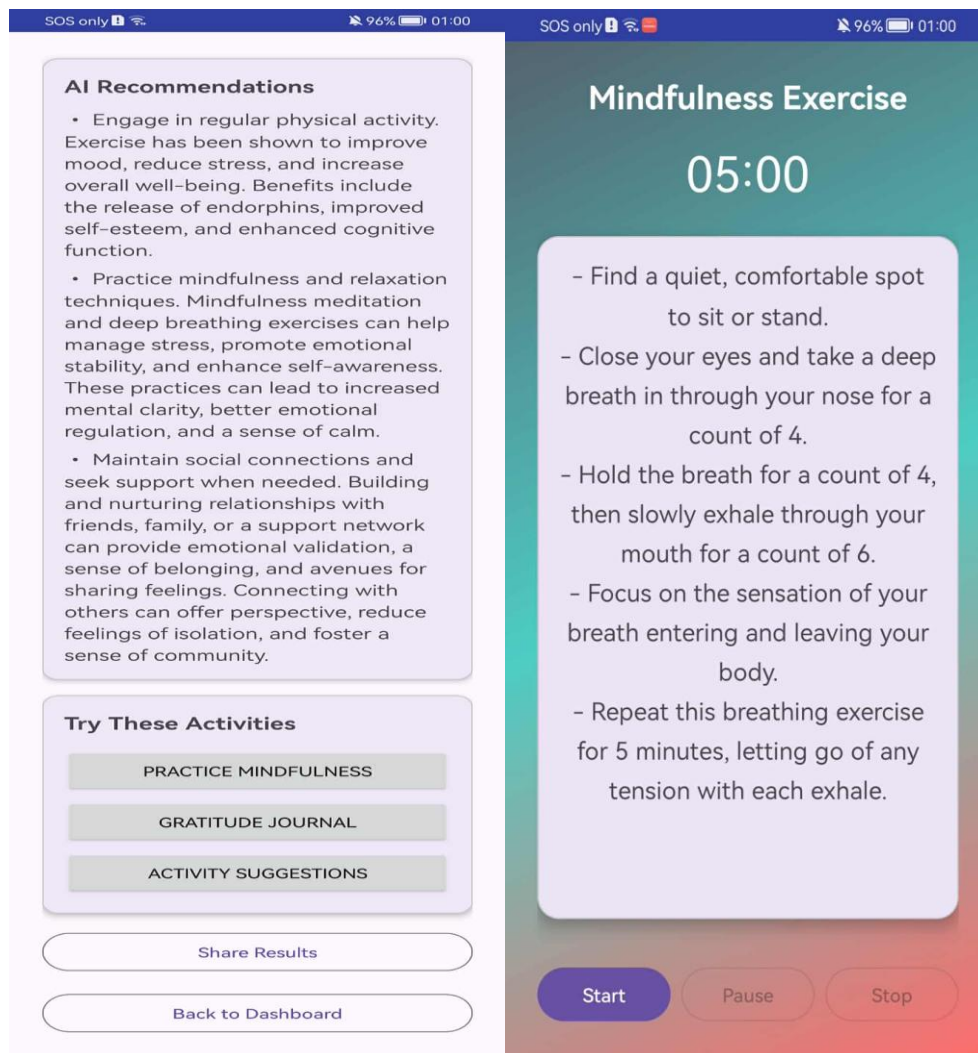 SOS only
96% 01:00
AI Recommendations
• Engage in regular physical activity.
Exercise has been shown to improve
mood, reduce stress, and increase
overall well-being. Benefits include
the release of endorphins, improved
self-esteem, and enhanced cognitive
function.
• Practice mindfulness and relaxation
techniques. Mindfulness meditation
and deep breathing exercises can help
manage stress, promote emotional
stability, and enhance self-awareness.
These practices can lead to increased
mental clarity, better emotional
regulation, and a sense of calm.
• Maintain social connections and
seek support when needed. Building
and nurturing relationships with
friends, family, or a support network
can provide emotional validation, a
sense of belonging, and avenues for
sharing feelings. Connecting with
others can offer perspective, reduce
feelings of isolation, and foster a
sense of community.
Try These Activities
PRACTICE MINDFULNESS
GRATITUDE JOURNAL
ACTIVITY SUGGESTIONS
Share Results
Back to Dashboard
SOS only
96% 01:00
Mindfulness Exercise
05:00
- Find a quiet, comfortable spot
to sit or stand.
- Close your eyes and take a deep
breath in through your nose for a
count of 4.
- Hold the breath for a count of 4,
then slowly exhale through your
mouth for a count of 6.
- Focus on the sensation of your
breath entering and leaving your
body.
- Repeat this breathing exercise
for 5 minutes, letting go of any
tension with each exhale.
Start
Pause
Stop